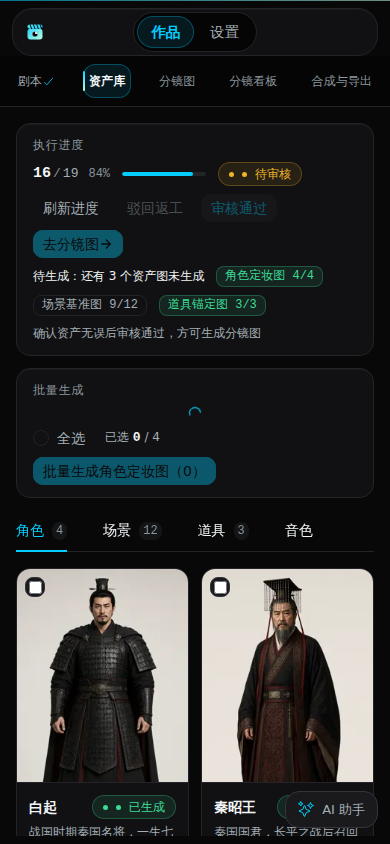 作品 设置
剧本 资产库 分镜图 分镜看板 合成与导出
执行进度
16/19 84% 待审核
刷新进度 驳回返工 审核通过
去分镜图→
待生成：还有 3 个资产图未生成 角色定妆图 4/4
场景基准图 9/12 道具锚定图 3/3
确认资产无误后审核通过，方可生成分镜图
批量生成
全选 已选 0 / 4
批量生成角色定妆图（0）
角色 4 场景 12 道具 3 音色
白起 已生成 秦昭王
AI 助手
战国时期秦国名将，一生七 秦国国君，长平之战后召回